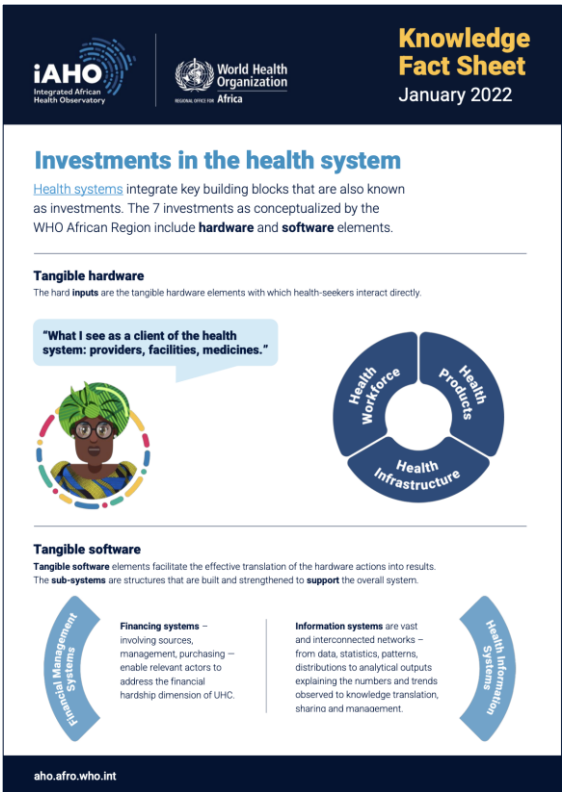 iAHO
Integrated African
Health Observatory
World Health
Organization
REGIONAL OFFICE FOR Africa
Knowledge
Fact Sheet
January 2022
Investments in the health system
Health systems integrate key building blocks that are also known
as investments. The 7 investments as conceptualized by the
WHO African Region include hardware and software elements.
Tangible hardware
The hard inputs are the tangible hardware elements with which health-seekers interact directly.
“What I see as a client of the health
system: providers, facilities, medicines.”
Health
Workforce
Health
Products
Health
Infrastructure
Tangible software
Tangible software elements facilitate the effective translation of the hardware actions into results.
The sub-systems are structures that are built and strengthened to support the overall system.
Financial Management
Systems
Financing systems –
involving sources,
management, purchasing —
enable relevant actors to
address the financial
hardship dimension of UHC.
Information systems are vast
and interconnected networks –
from data, statistics, patterns,
distributions to analytical outputs
explaining the numbers and trends
observed to knowledge translation,
sharing and management.
Health Information
Systems
aho.afro.who.int